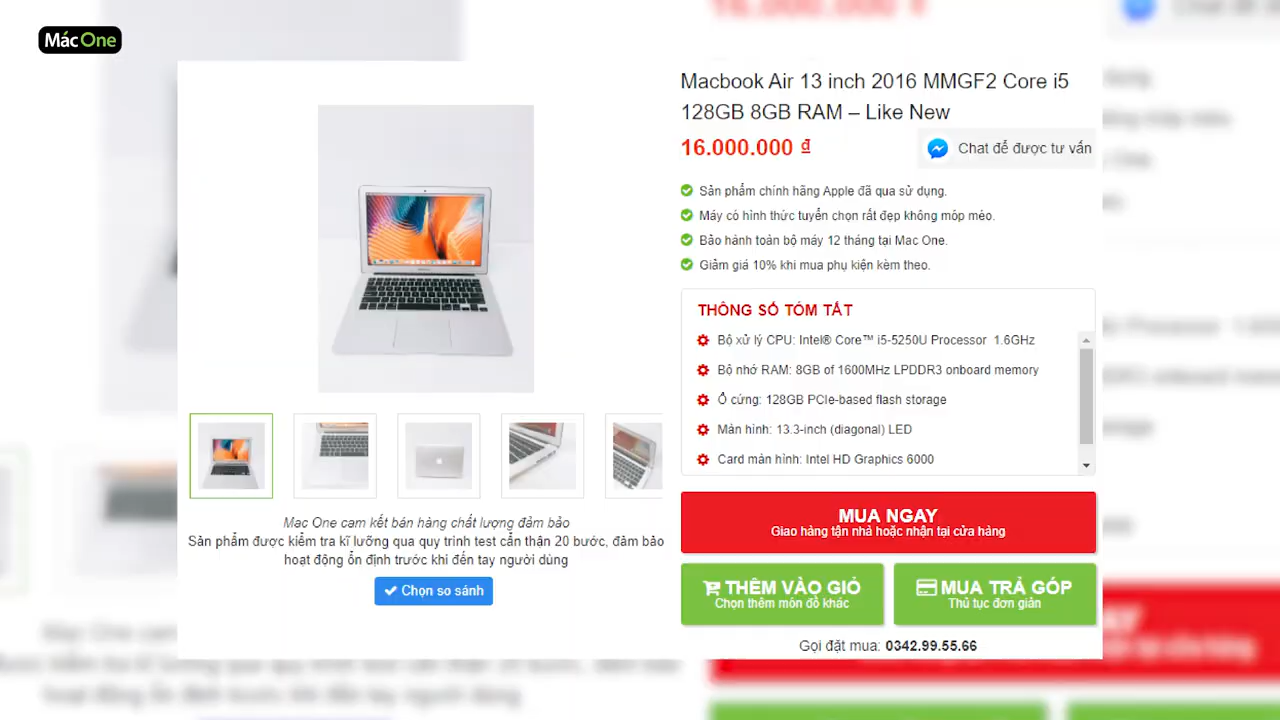 MácOne
Macbook Air 13 inch 2016 MMGF2 Core i5
128GB 8GB RAM – Like New
16.000.000 ₫
Chat để được tư vấn
Sản phẩm chính hãng Apple đã qua sử dụng.
Máy có hình thức tuyển chọn rất đẹp không móp méo.
Bảo hành toàn bộ máy 12 tháng tại Mac One.
Giảm giá 10% khi mua phụ kiện kèm theo.
THÔNG SỐ TÓM TẮT
Bộ xử lý CPU: Intel® Core™ i5-5250U Processor 1.6GHz
Bộ nhớ RAM: 8GB of 1600MHz LPDDR3 onboard memory
Ổ cứng: 128GB PCIe-based flash storage
Màn hình: 13.3-inch (diagonal) LED
Card màn hình: Intel HD Graphics 6000
Mac One cam kết bán hàng chất lượng đảm bảo
Sản phẩm được kiểm tra kĩ lưỡng qua quy trình test cẩn thận 20 bước, đảm bảo
hoạt động ổn định trước khi đến tay người dùng
Chọn so sánh
MUA NGAY
Giao hàng tận nhà hoặc nhận tại cửa hàng
THÊM VÀO GIỎ
Chọn thêm món đồ khác
MUA TRẢ GÓP
Thủ tục đơn giản
Gọi đặt mua: 0342.99.55.66